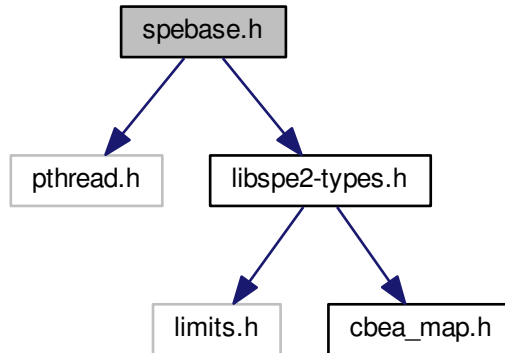 spebase.h
pthread.h
libspe2-types.h
limits.h
cbea_map.h